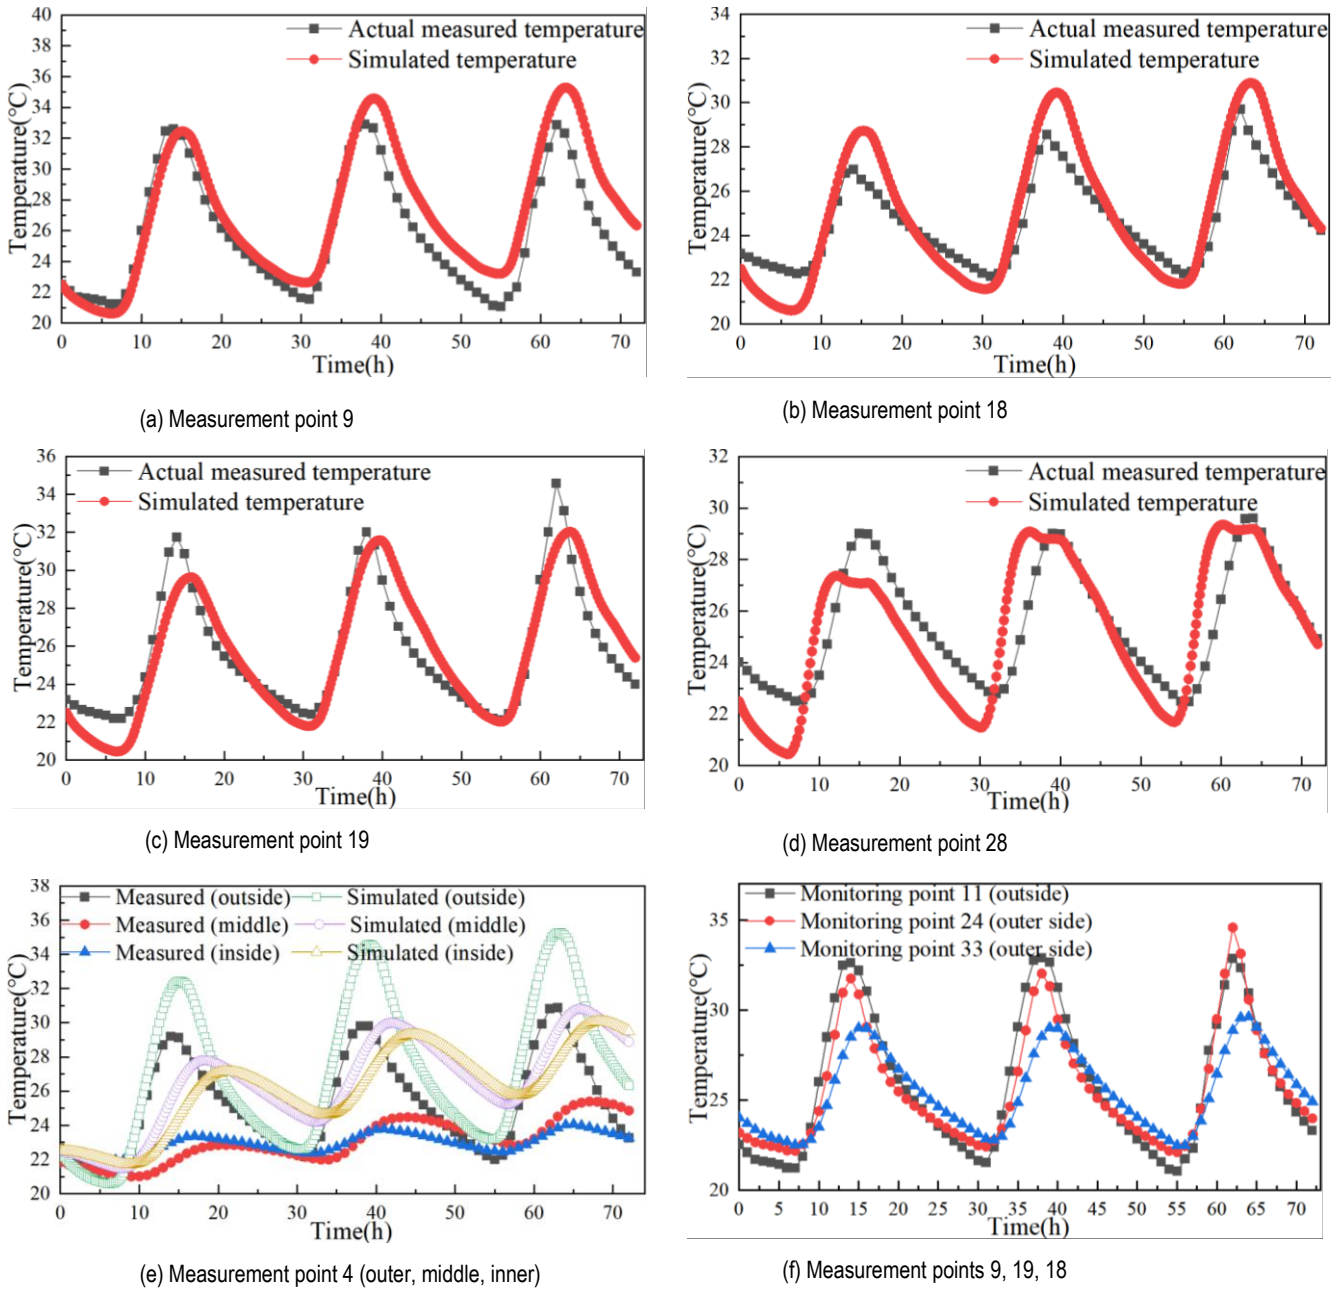 40
38
36
34
32
30
28
26
24
22
20
Temperature(°C)
Actual measured temperature
Simulated temperature
0 10 20 30 40 50 60 70
Time(h)
(a) Measurement point 9
34
32
30
28
26
24
22
20
Temperature(°C)
Actual measured temperature
Simulated temperature
0 10 20 30 40 50 60 70
Time(h)
(b) Measurement point 18
36
34
32
30
28
26
24
22
20
Temperature(°C)
Actual measured temperature
Simulated temperature
0 10 20 30 40 50 60 70
Time(h)
(c) Measurement point 19
32
30
28
26
24
22
20
Temperature(°C)
Actual measured temperature
Simulated temperature
0 10 20 30 40 50 60 70
Time(h)
(d) Measurement point 28
38
36
34
32
30
28
26
24
22
20
Temperature(°C)
Measured (outside) Simulated (outside)
Measured (middle) Simulated (middle)
Measured (inside) Simulated (inside)
0 10 20 30 40 50 60 70
Time(h)
(e) Measurement point 4 (outer, middle, inner)
35
30
25
20
Temperature(°C)
Monitoring point 11 (outside)
Monitoring point 24 (outer side)
Monitoring point 33 (outer side)
0 5 10 15 20 25 30 35 40 45 50 55 60 65 70
Time(h)
(f) Measurement points 9, 19, 18